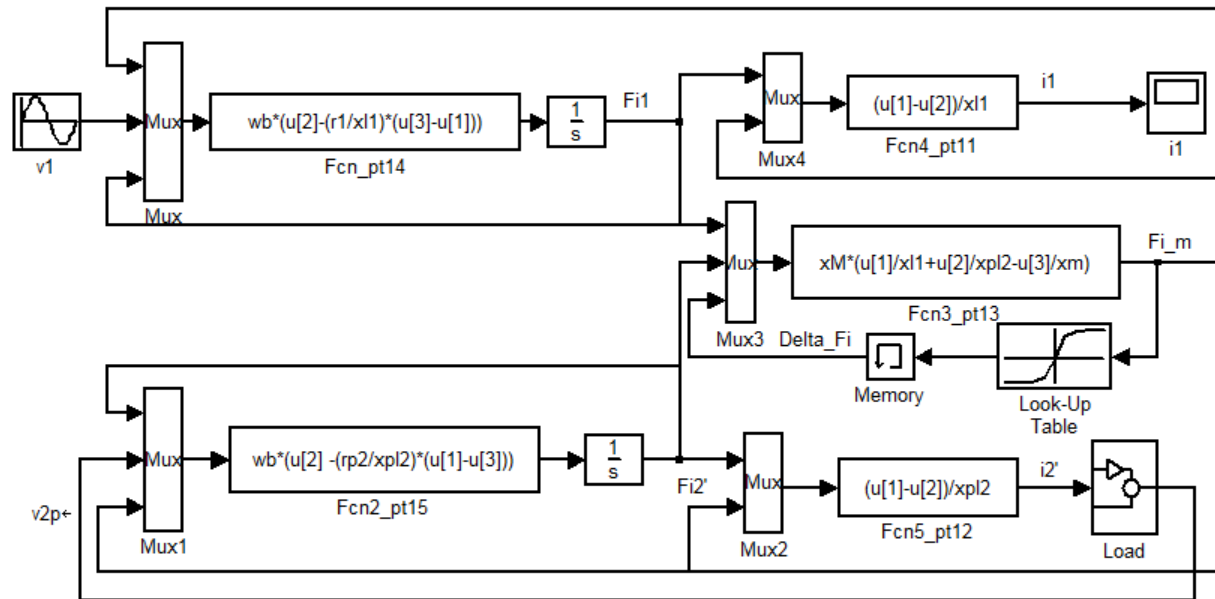 v1
Mux
Mux
wb*(u[2]-(r1/xl1)*(u[3]-u[1]))
Fcn_pt14
1
s
Fi1
Mux
Mux4
(u[1]-u[2])/xl1
Fcn4_pt11
i1
i1
Mux
Mux3
xM*(u[1]/xl1+u[2]/xpl2-u[3]/xm)
Fcn3_pt13
Fi_m
Delta_Fi
Memory
Look-Up
Table
v2p
Mux
Mux1
wb*(u[2] -(rp2/xpl2)*(u[1]-u[3]))
Fcn2_pt15
1
s
Fi2'
Mux
Mux2
(u[1]-u[2])/xpl2
Fcn5_pt12
i2'
Load